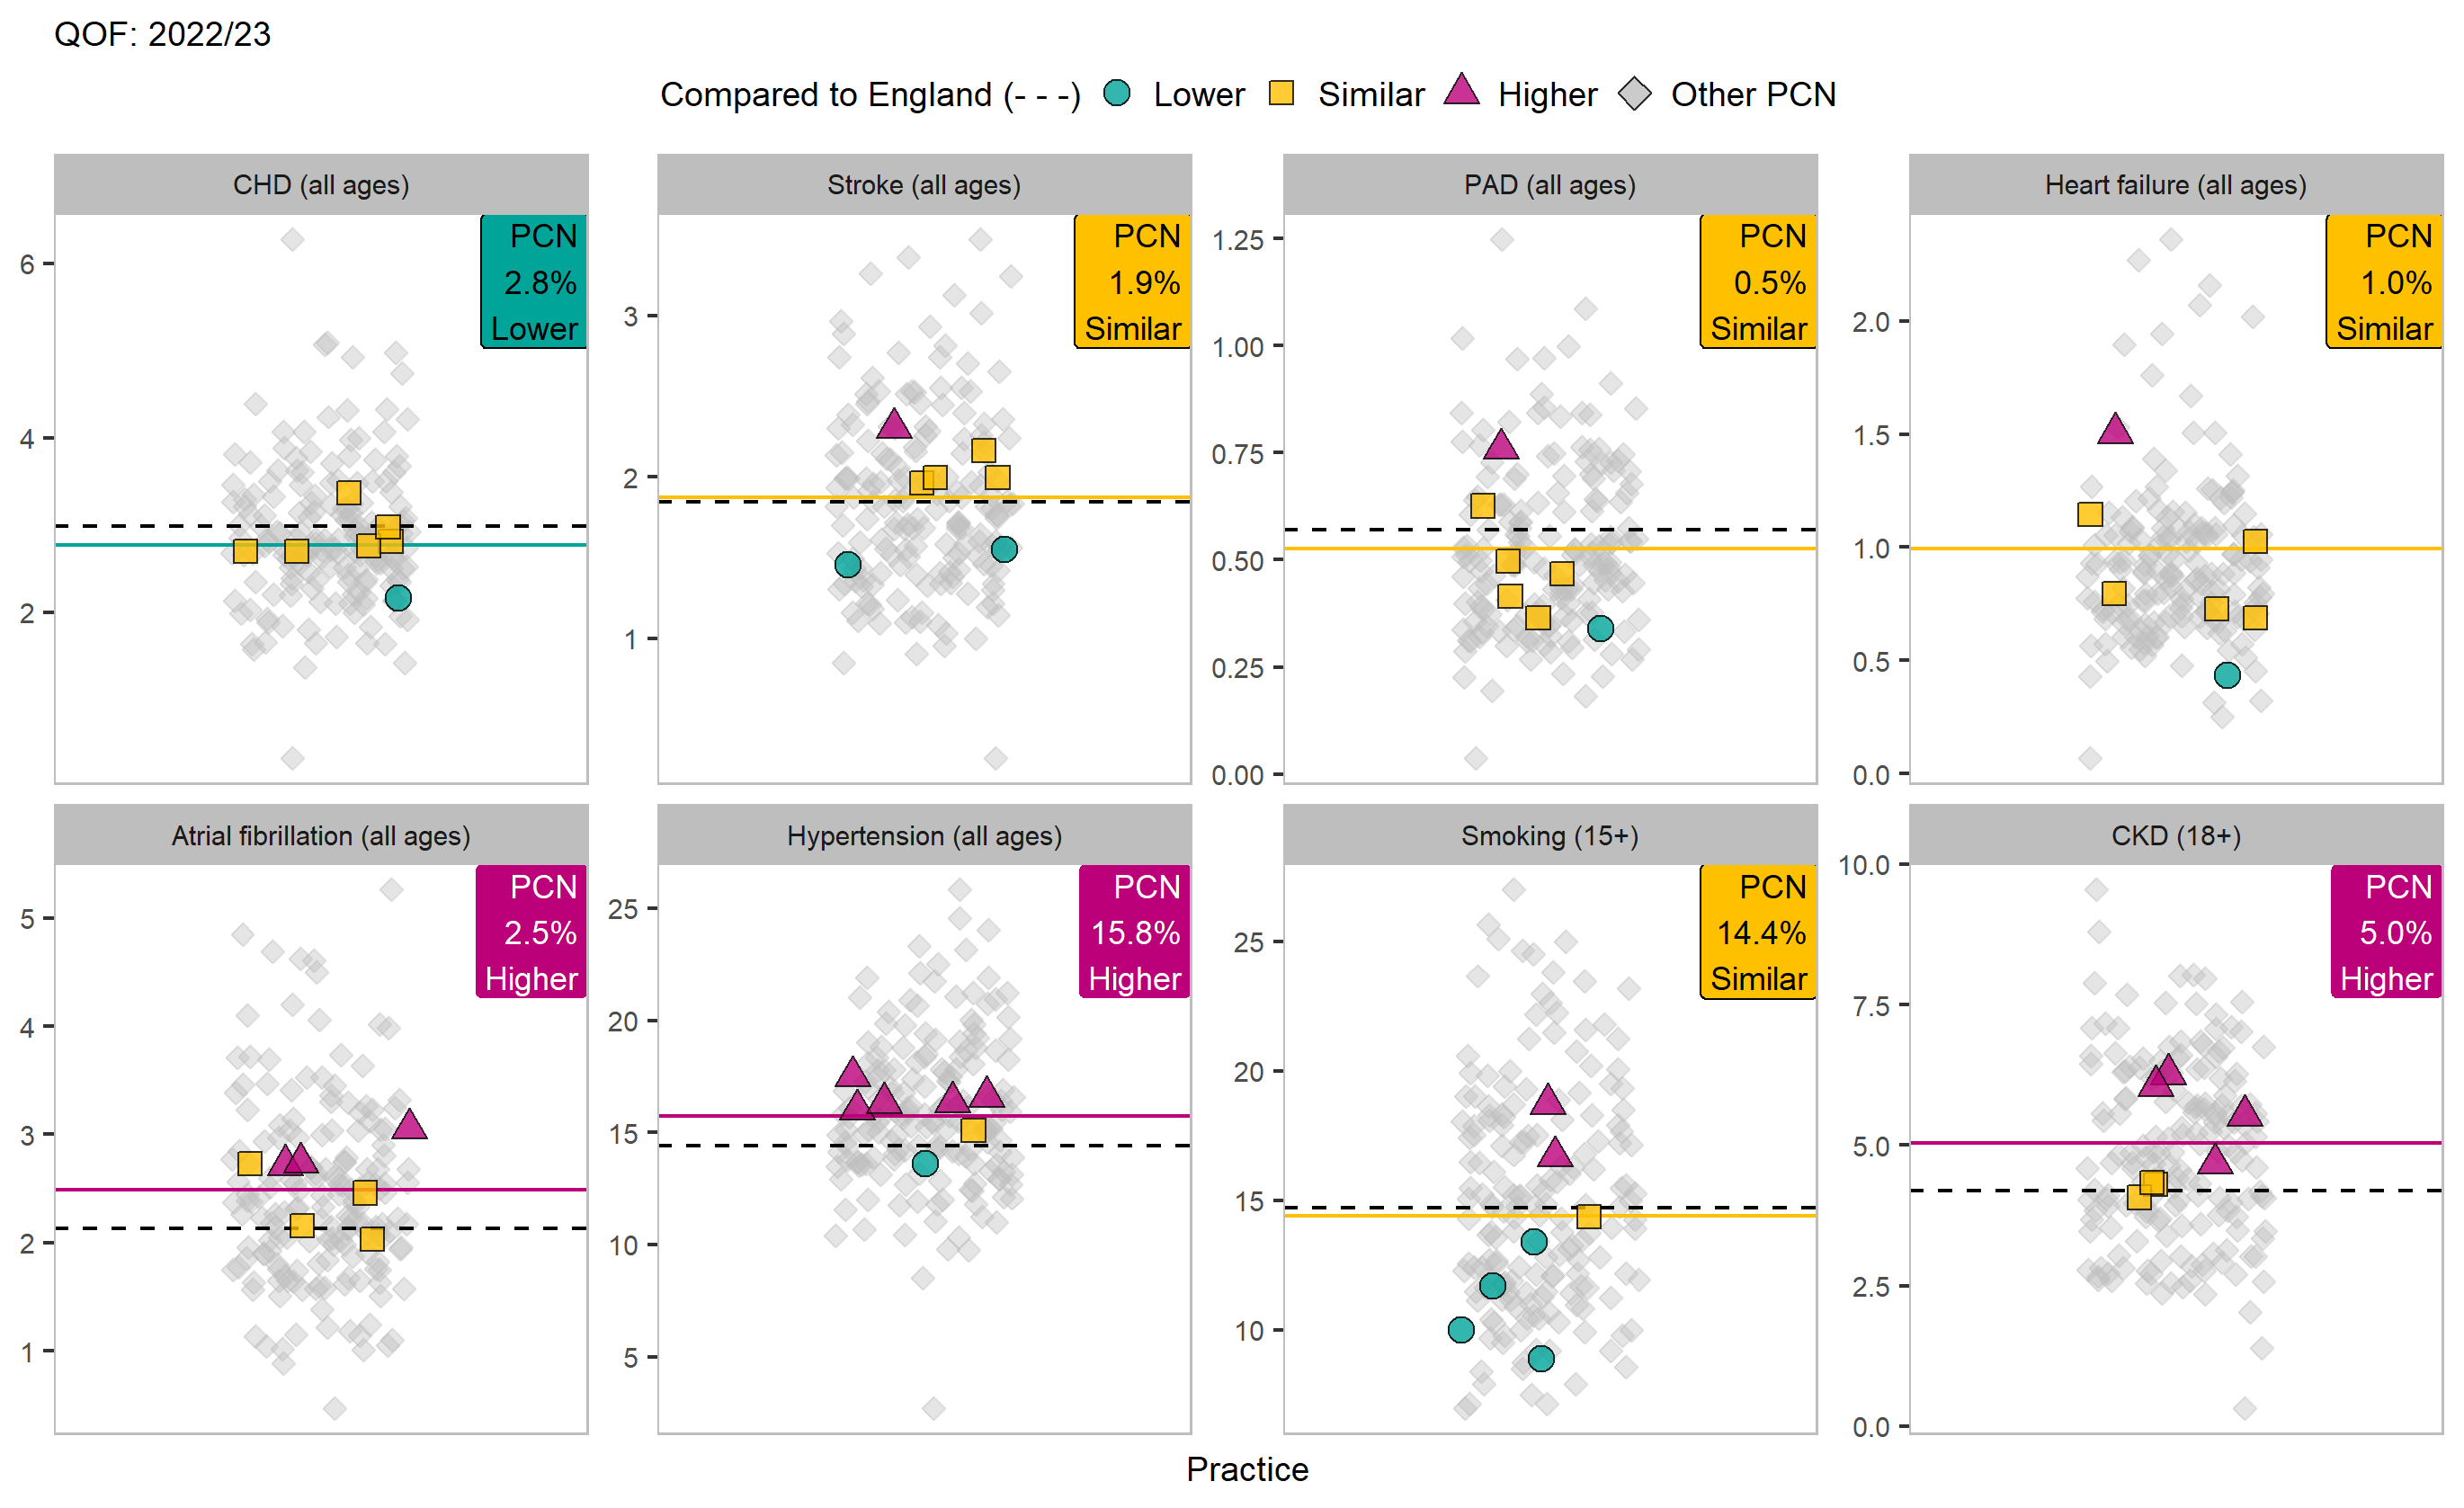 QOF: 2022/23
Compared to England (- - -) Lower Similar Higher Other PCN
CHD (all ages)
PCN
2.8%
Lower
6
4
2
Stroke (all ages)
PCN
1.9%
Similar
3
2
1
PAD (all ages)
PCN
0.5%
Similar
1.25
1.00
0.75
0.50
0.25
0.00
Heart failure (all ages)
PCN
1.0%
Similar
2.0
1.5
1.0
0.5
0.0
Atrial fibrillation (all ages)
PCN
2.5%
Higher
5
4
3
2
1
Hypertension (all ages)
PCN
15.8%
Higher
25
20
15
10
5
Smoking (15+)
PCN
14.4%
Similar
25
20
15
10
CKD (18+)
PCN
5.0%
Higher
10.0
7.5
5.0
2.5
0.0
Practice